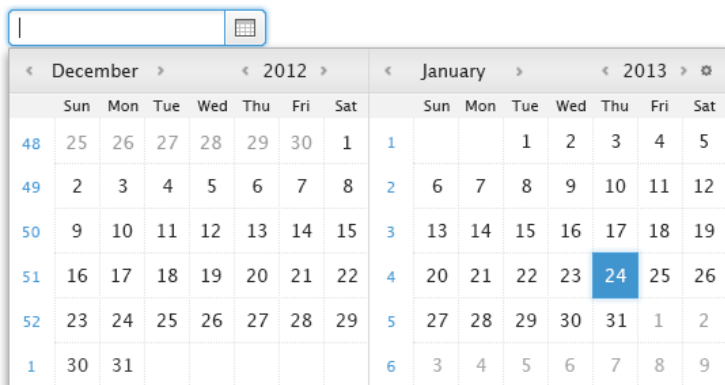 ‹ December › ‹ 2012 › ‹ January › ‹ 2013 ›
Sun Mon Tue Wed Thu Fri Sat Sun Mon Tue Wed Thu Fri Sat
48 25 26 27 28 29 30 1 1 1 2 3 4 5
49 2 3 4 5 6 7 8 2 6 7 8 9 10 11 12
50 9 10 11 12 13 14 15 3 13 14 15 16 17 18 19
51 16 17 18 19 20 21 22 4 20 21 22 23 24 25 26
52 23 24 25 26 27 28 29 5 27 28 29 30 31 1 2
1 30 31 6 3 4 5 6 7 8 9